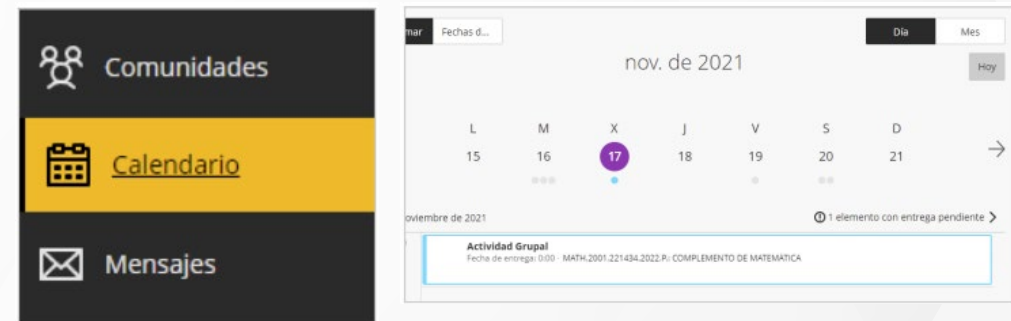 Comunidades
Calendario
Mensajes
mar Fechas d... Día Mes
nov. de 2021 Hoy
L M X J V S D
15 16 17 18 19 20 21
oviembre de 2021 1 elemento con entrega pendiente
Actividad Grupal
Fecha de entrega: 0:00 · MATH.2001.221434.2022.P.: COMPLEMENTO DE MATEMATICA